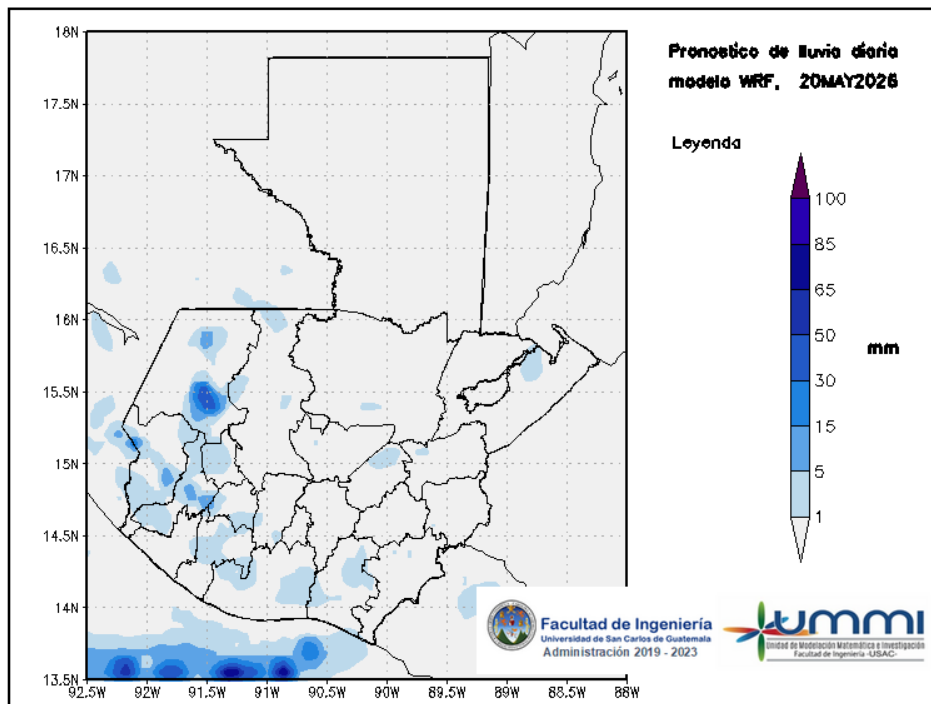 Pronostico de lluvia diaria
modelo WRF, 20MAY2026
Leyenda
100
85
65
50
30
15
5
1
mm
18N
17.5N
17N
16.5N
16N
15.5N
15N
14.5N
14N
13.5N
92.5W
92W
91.5W
91W
90.5W
90W
89.5W
89W
88.5W
88W
Facultad de Ingeniería
Universidad de San Carlos de Guatemala
Administración 2019 - 2023
ummi
Unidad de Modelación Matemática e Investigación
Facultad de Ingeniería -USAC-